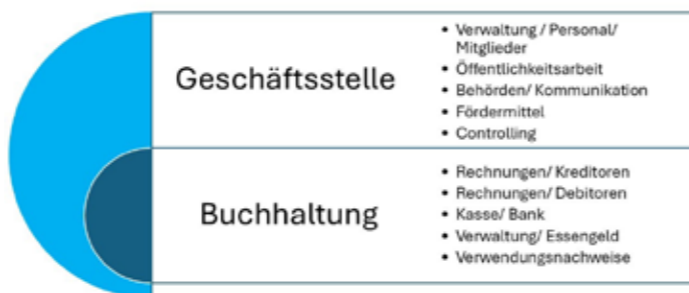 Geschäftsstelle
• Verwaltung / Personal/
Mitglieder
• Öffentlichkeitsarbeit
• Behörden/ Kommunikation
• Fördermittel
• Controlling
Buchhaltung
• Rechnungen/ Kreditoren
• Rechnungen/ Debitoren
• Kasse/ Bank
• Verwaltung/ Essengeld
• Verwendungsnachweise